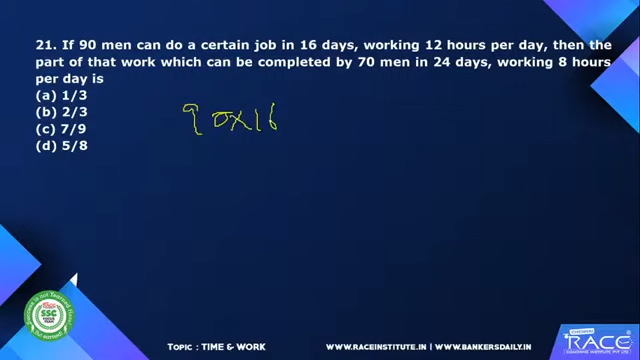 21. If 90 men can do a certain job in 16 days, working 12 hours per day, then the
part of that work which can be completed by 70 men in 24 days, working 8 hours
per day is
(a) 1/3
(b) 2/3
(c) 7/9
(d) 5/8
90×16
SSC
RACE
TOPIC : TIME & WORK
WWW.RACEINSTITUTE.IN | WWW.BANKERSDAILY.IN